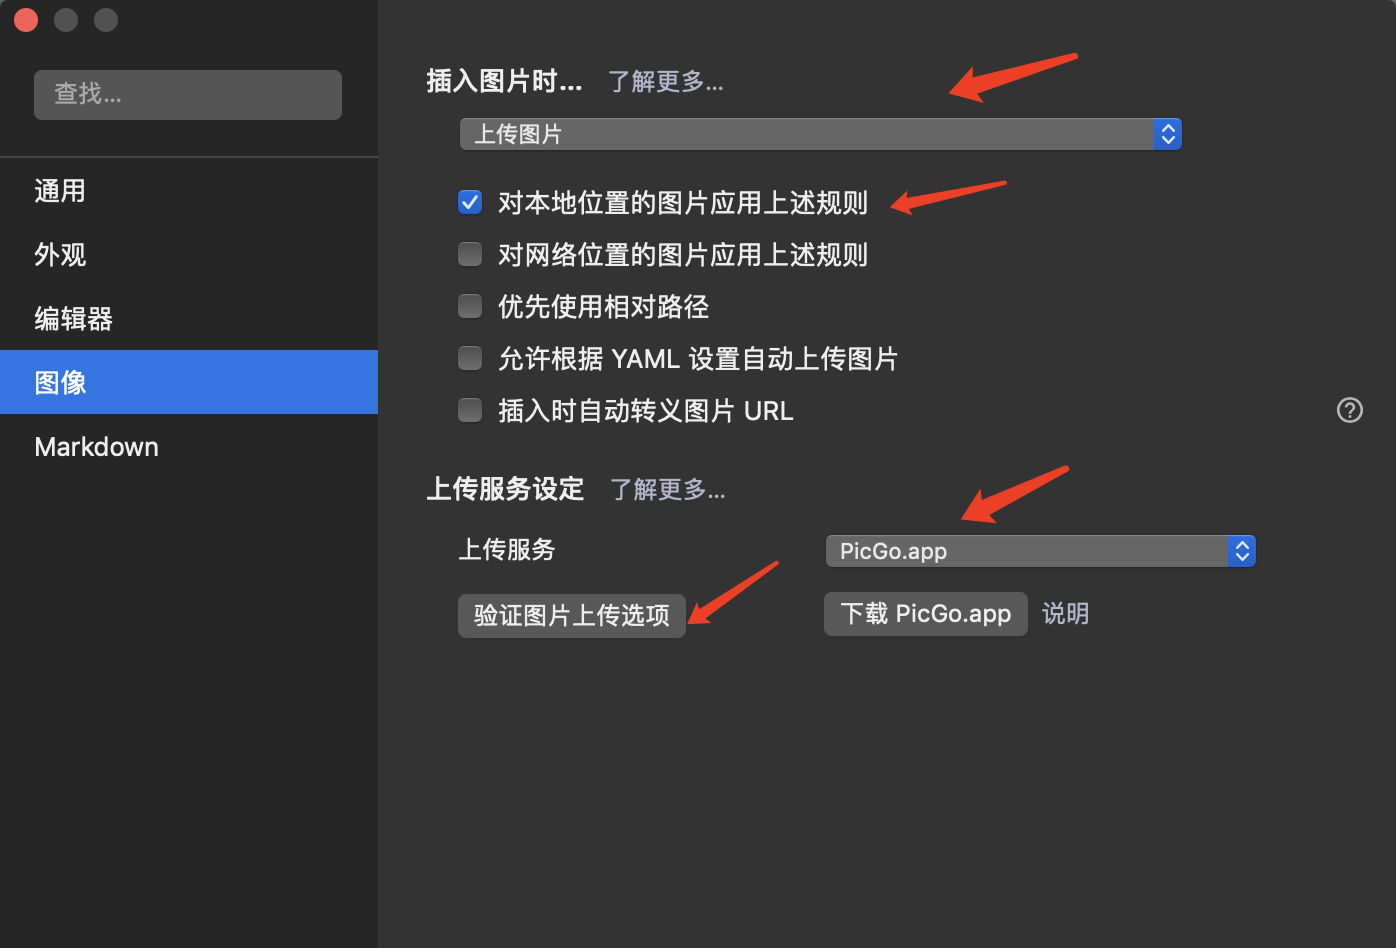 查找...
通用
外观
编辑器
图像
Markdown
插入图片时... 了解更多...
上传图片
对本地位置的图片应用上述规则
对网络位置的图片应用上述规则
优先使用相对路径
允许根据 YAML 设置自动上传图片
插入时自动转义图片 URL
?
上传服务设定 了解更多...
上传服务 PicGo.app
验证图片上传选项 下载 PicGo.app 说明